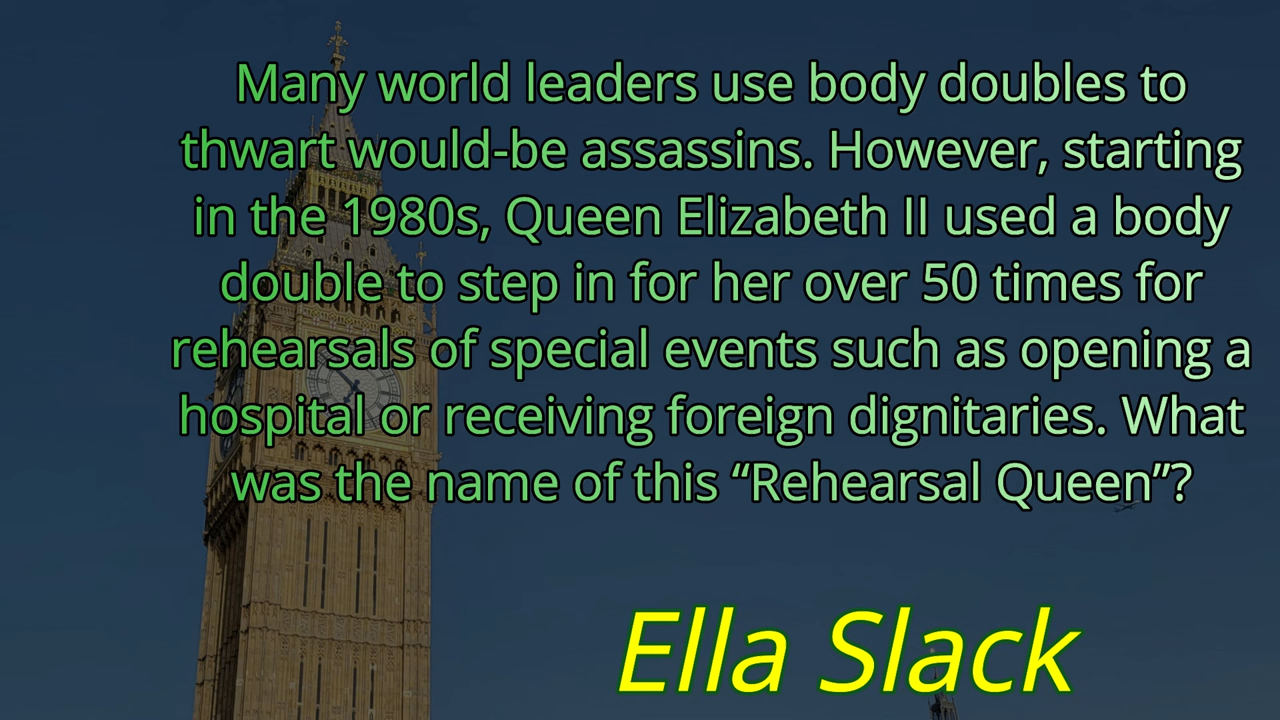 Many world leaders use body doubles to
thwart would-be assassins. However, starting
in the 1980s, Queen Elizabeth II used a body
double to step in for her over 50 times for
rehearsals of special events such as opening a
hospital or receiving foreign dignitaries. What
was the name of this “Rehearsal Queen”?
Ella Slack